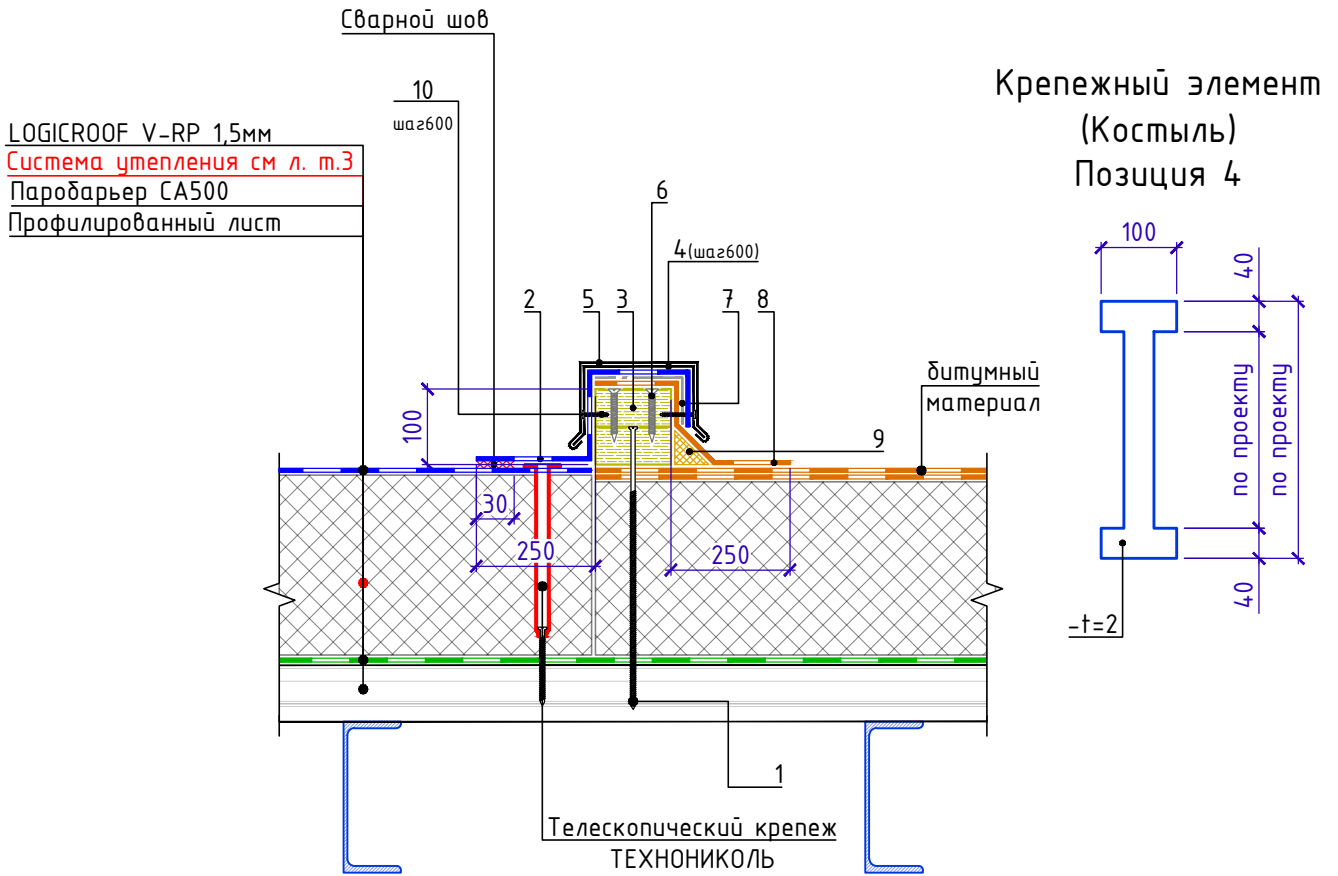 Сварной шов
10
шаг600
LOGICROOF V-RP 1,5мм
Система утепления см л. т.3
Паробарьер СА500
Профилированный лист
Крепежный элемент
(Костыль)
Позиция 4
6
4(шаг600)
2
5
3
7
8
битумный
материал
9
100
30
250
250
1
Телескопический крепеж
ТЕХНОНИКОЛЬ
100
40
по проекту
по проекту
40
-t=2